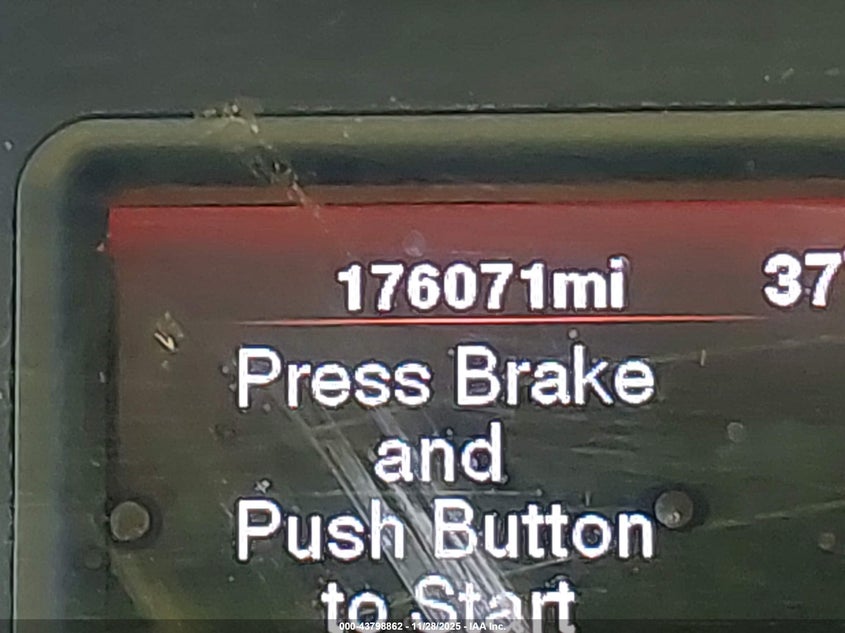 176071mi 37°
Press Brake
and
Push Button
to Start
000-43798862 - 11/28/2025 - IAA Inc.